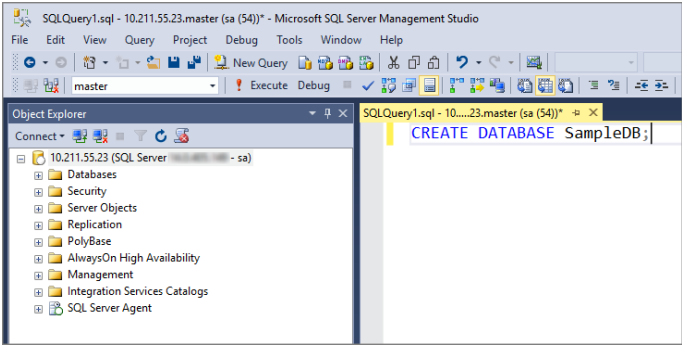 SQLQuery1.sql - 10.211.55.23.master (sa (54))* - Microsoft SQL Server Management Studio
File Edit View Query Project Debug Tools Window Help
New Query
master
Execute Debug
Object Explorer
SQLQuery1.sql - 10.....23.master (sa (54))*
Connect
CREATE DATABASE SampleDB;
10.211.55.23 (SQL Server - sa)
Databases
Security
Server Objects
Replication
PolyBase
AlwaysOn High Availability
Management
Integration Services Catalogs
SQL Server Agent